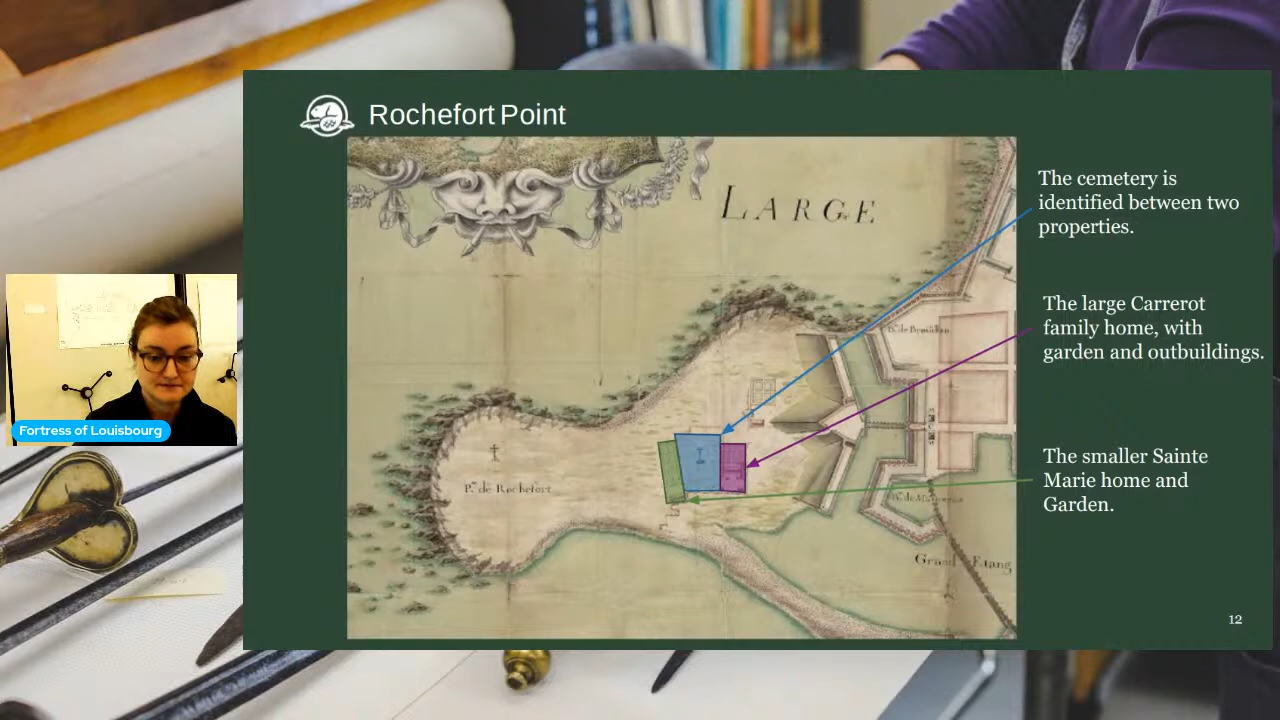 Rochefort Point
LARGE
The cemetery is
identified between two
properties.
The large Carrerot
family home, with
garden and outbuildings.
The smaller Sainte
Marie home and
Garden.
Pte. de Rochefort
Grand Etang
12
Fortress of Louisbourg